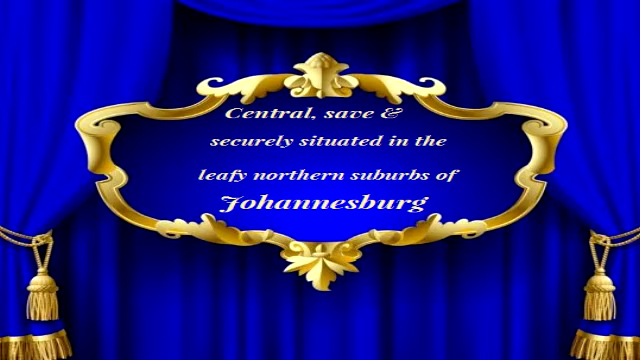 Central, save &
securely situated in the
leafy northern suburbs of
Johannesburg